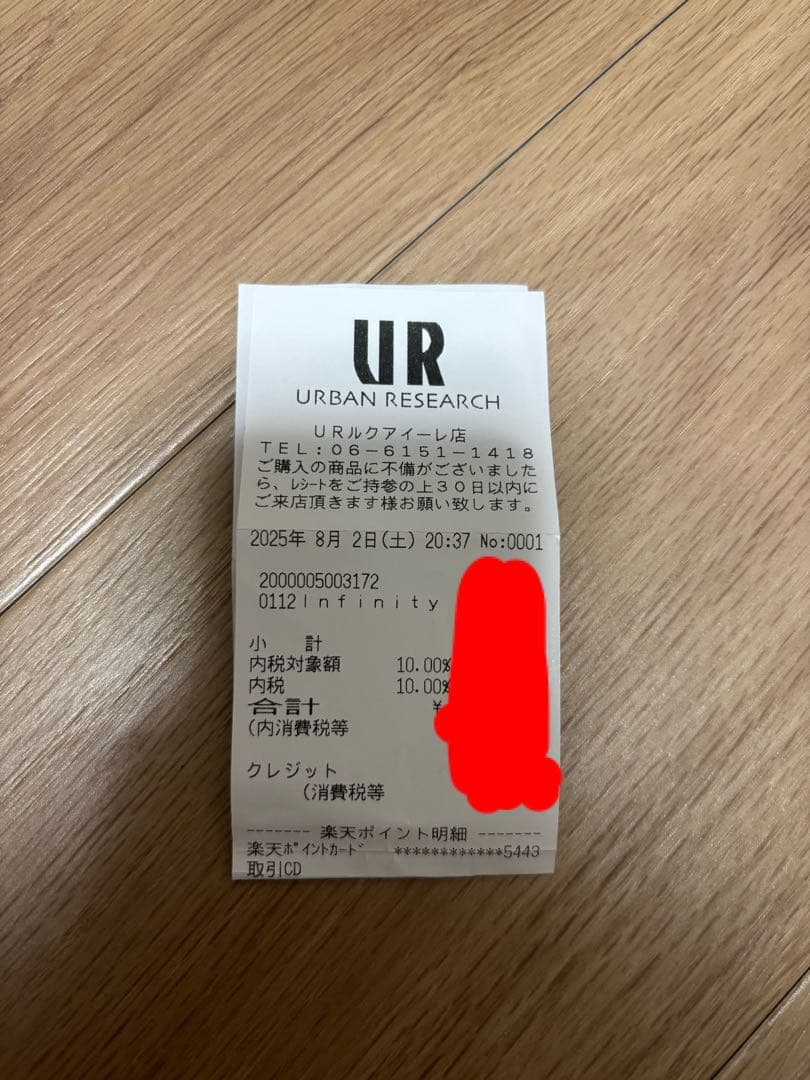 UR
URBAN RESEARCH
URルクアイーレ店
TEL:06-6151-1418
ご購入の商品に不備がございました
ら、レシートをご持参の上30日以内に
ご来店頂きます様お願い致します。
2025年 8月 2日(土) 20:37 No:0001
2000005003172
0112Infinity
小 計
内税対象額 10.00%
内税 10.00%
合計 ¥
(内消費税等
クレジット
(消費税等
------- 楽天ポイント明細 -------
楽天ポイントカード ************5443
取引CD